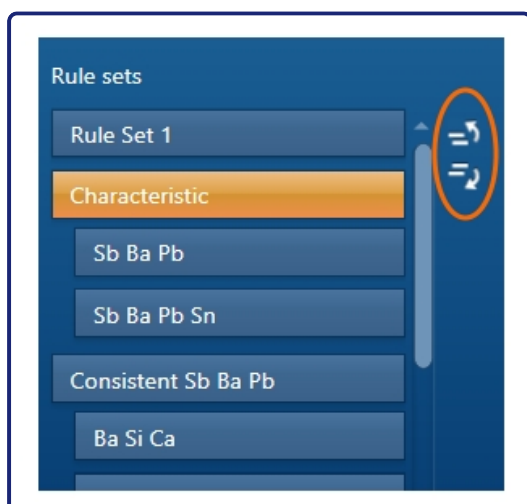 Rule sets
Rule Set 1
Characteristic
Sb Ba Pb
Sb Ba Pb Sn
Consistent Sb Ba Pb
Ba Si Ca